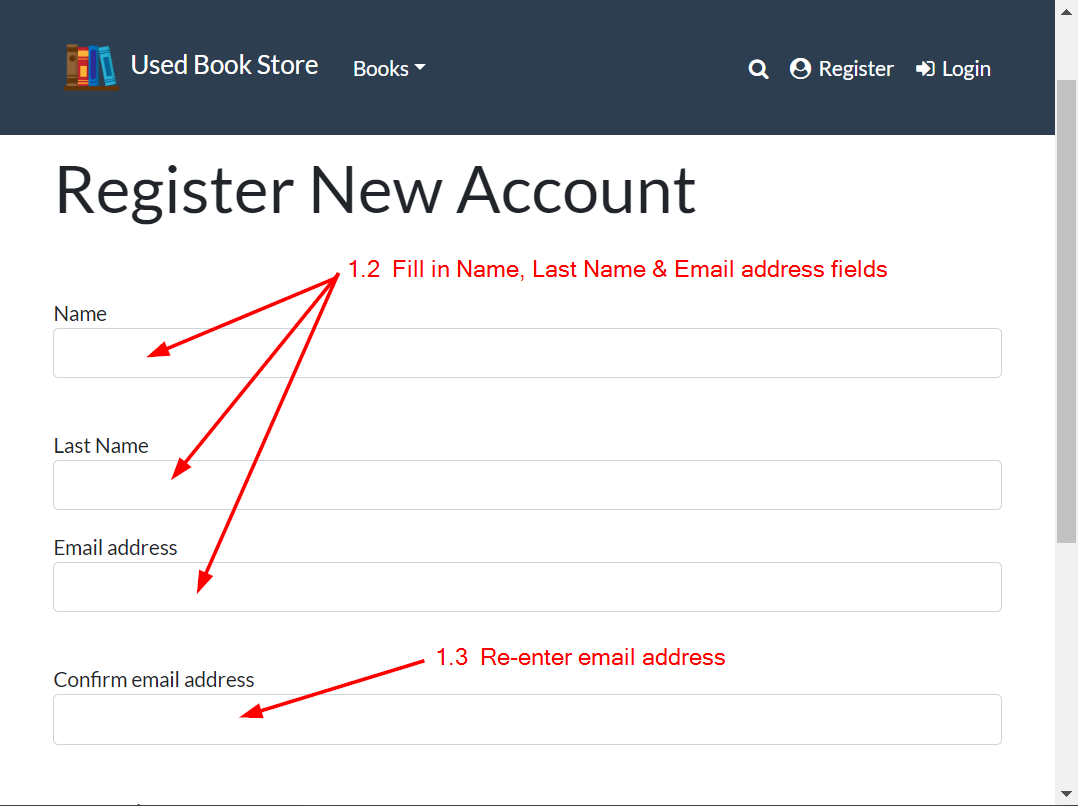 Used Book Store
Books
Register
Login
Register New Account
1.2 Fill in Name, Last Name & Email address fields
Name
Last Name
Email address
1.3 Re-enter email address
Confirm email address